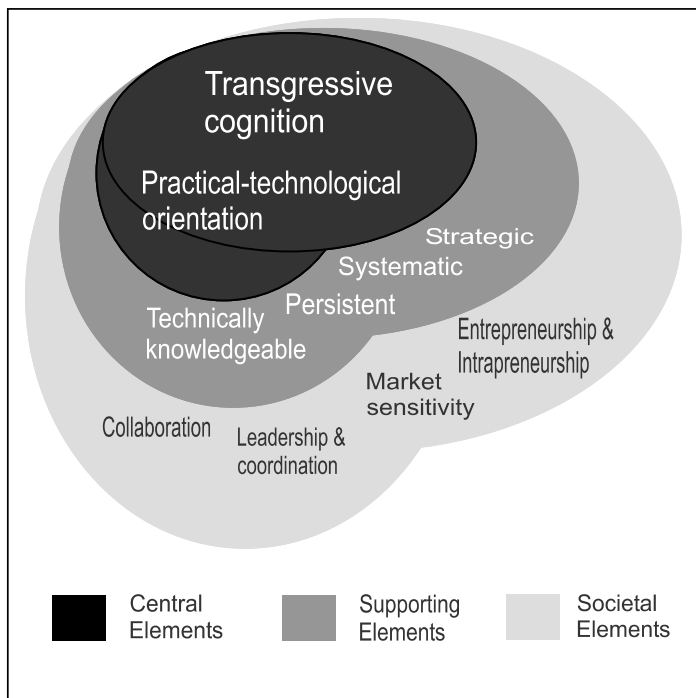 Transgressive
cognition
Practical-technological
orientation
Strategic
Systematic
Persistent
Technically
knowledgeable
Entrepreneurship &
Intrapreneurship
Market
sensitivity
Collaboration
Leadership &
coordination
Central
Elements
Supporting
Elements
Societal
Elements